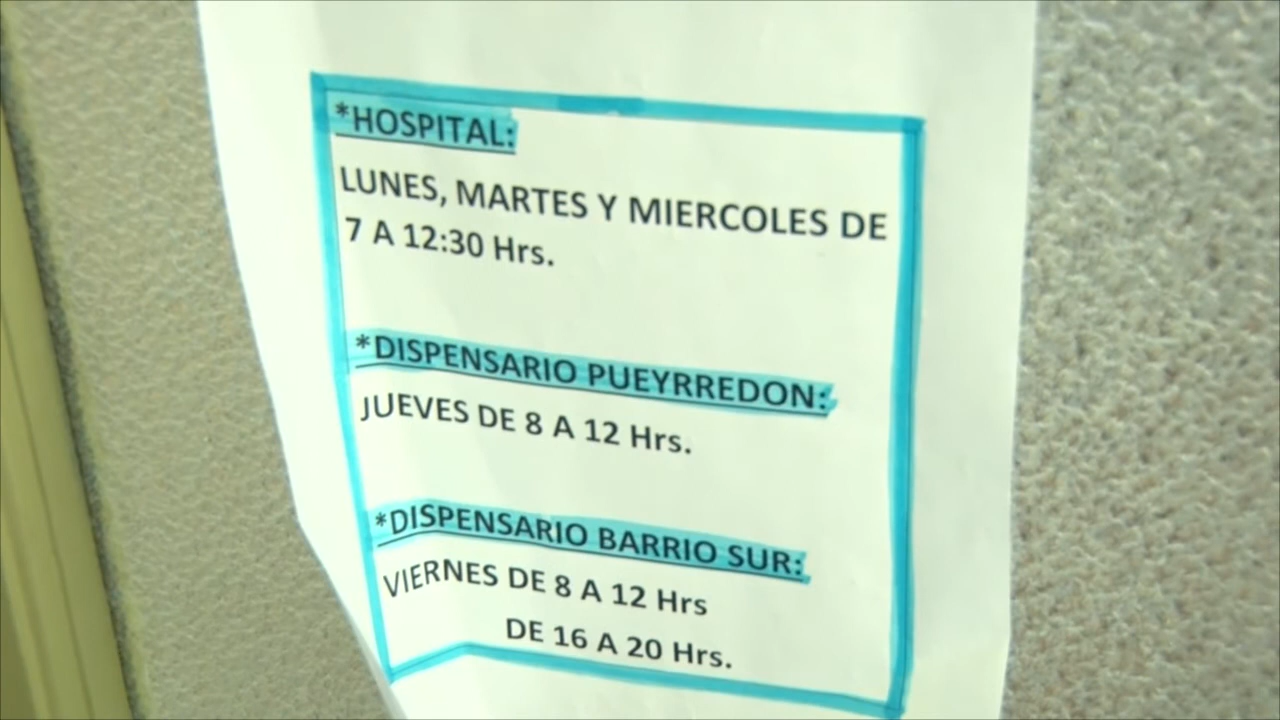 *HOSPITAL:
LUNES, MARTES Y MIERCOLES DE
7 A 12:30 Hrs.
*DISPENSARIO PUEYRREDON:
JUEVES DE 8 A 12 Hrs.
*DISPENSARIO BARRIO SUR:
VIERNES DE 8 A 12 Hrs
DE 16 A 20 Hrs.